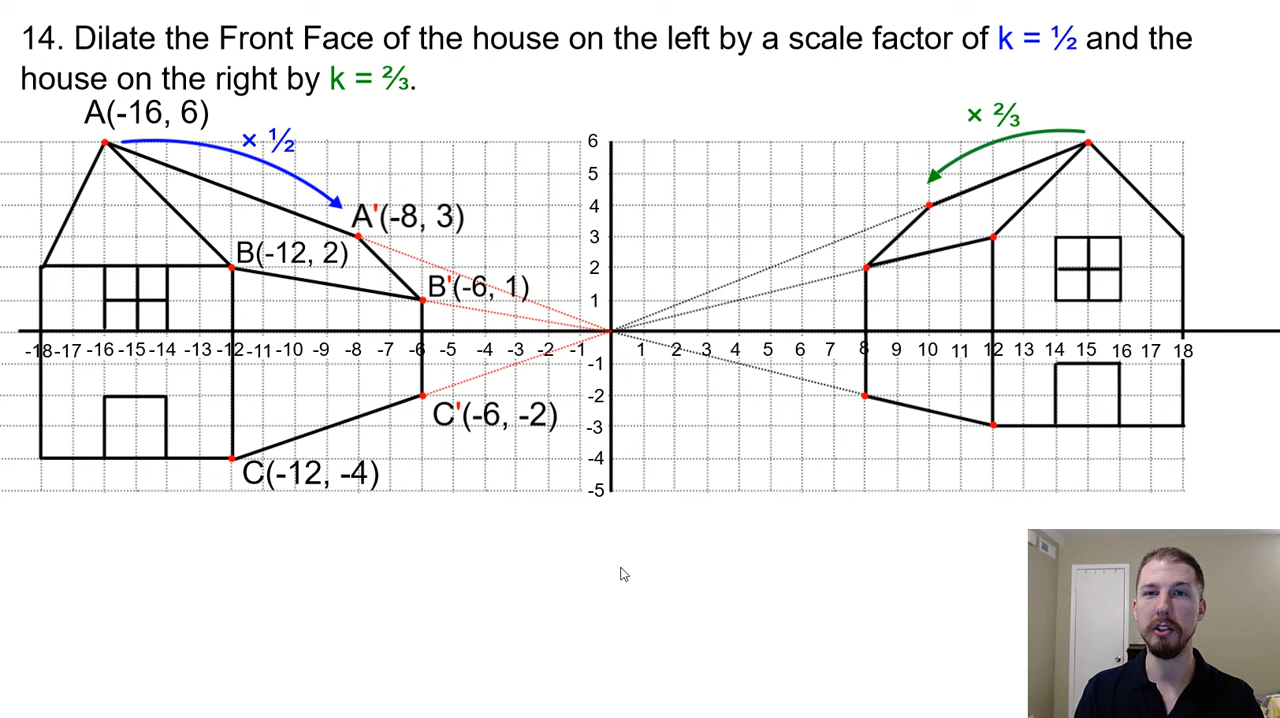 14. Dilate the Front Face of the house on the left by a scale factor of k = ½ and the
house on the right by k = ⅔.
A(-16, 6)
× ½
× ⅔
6
5
A'(-8, 3)
4
B(-12, 2)
3
2
B'(-6, 1)
1
-18 -17 -16 -15 -14 -13 -12 -11 -10 -9 -8 -7 -6 -5 -4 -3 -2 -1 1 2 3 4 5 6 7 8 9 10 11 12 13 14 15 16 17 18
-1
-2
C'(-6, -2)
-3
-4
C(-12, -4)
-5